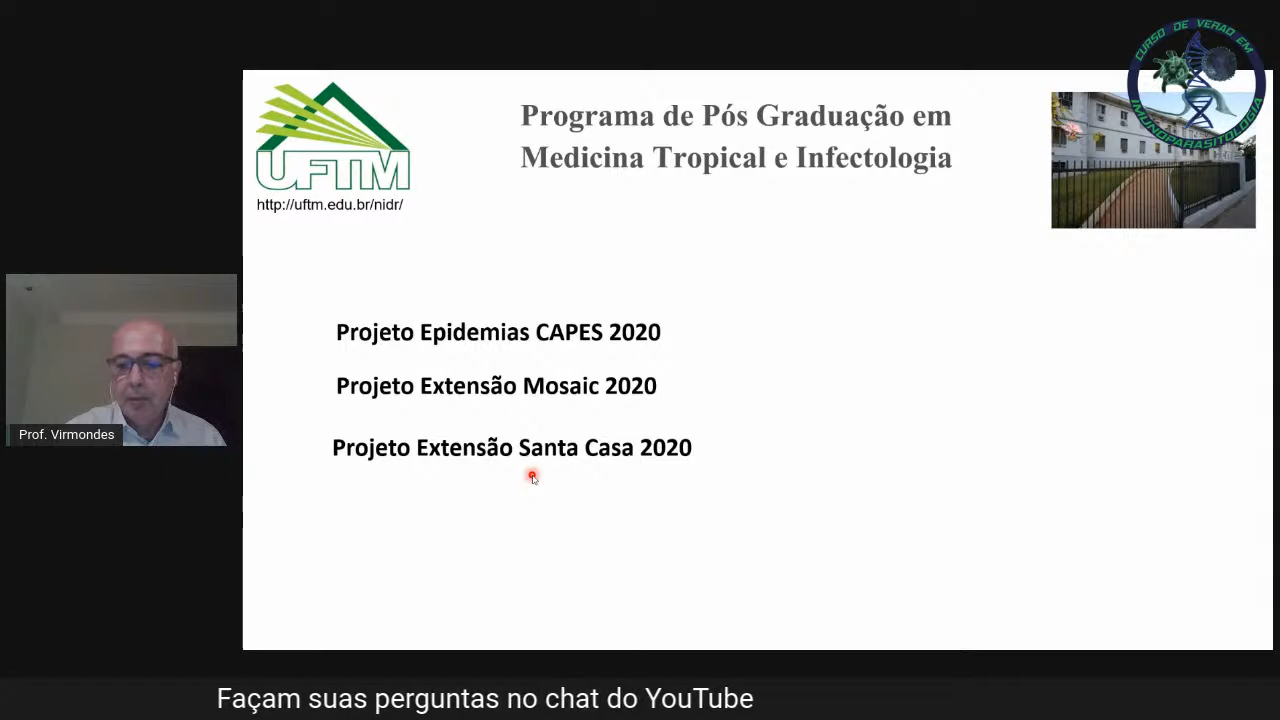 CURSO DE VERÃO EM
IMUNOPARASITOLOGIA
UFTM
http://uftm.edu.br/nidr/
Programa de Pós Graduação em
Medicina Tropical e Infectologia
Projeto Epidemias CAPES 2020
Projeto Extensão Mosaic 2020
Projeto Extensão Santa Casa 2020
Prof. Virmondes
Façam suas perguntas no chat do YouTube